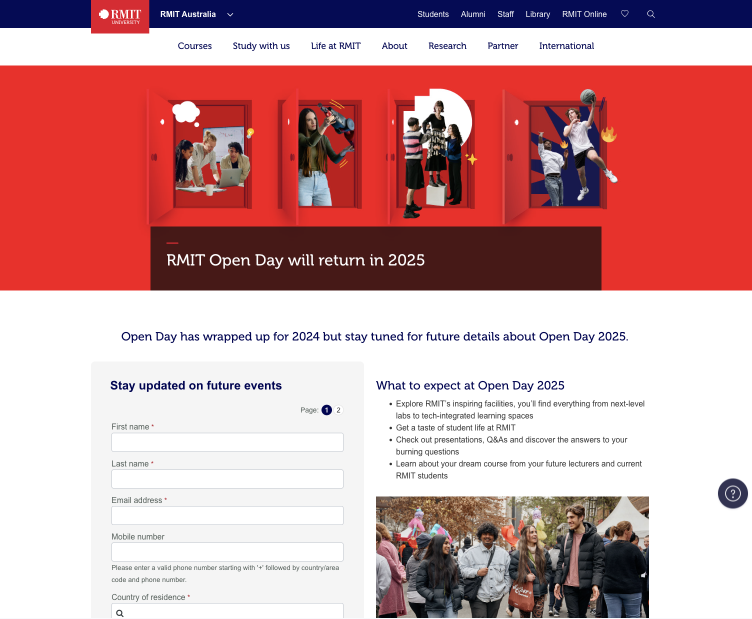 RMIT
UNIVERSITY
RMIT Australia
Students Alumni Staff Library RMIT Online
Courses Study with us Life at RMIT About Research Partner International
RMIT Open Day will return in 2025
Open Day has wrapped up for 2024 but stay tuned for future details about Open Day 2025.
Stay updated on future events
Page: 1 2
First name *
Last name *
Email address *
Mobile number
Please enter a valid phone number starting with '+' followed by country/area
code and phone number.
Country of residence *
What to expect at Open Day 2025
• Explore RMIT's inspiring facilities, you'll find everything from next-level
labs to tech-integrated learning spaces
• Get a taste of student life at RMIT
• Check out presentations, Q&As and discover the answers to your
burning questions
• Learn about your dream course from your future lecturers and current
RMIT students
?